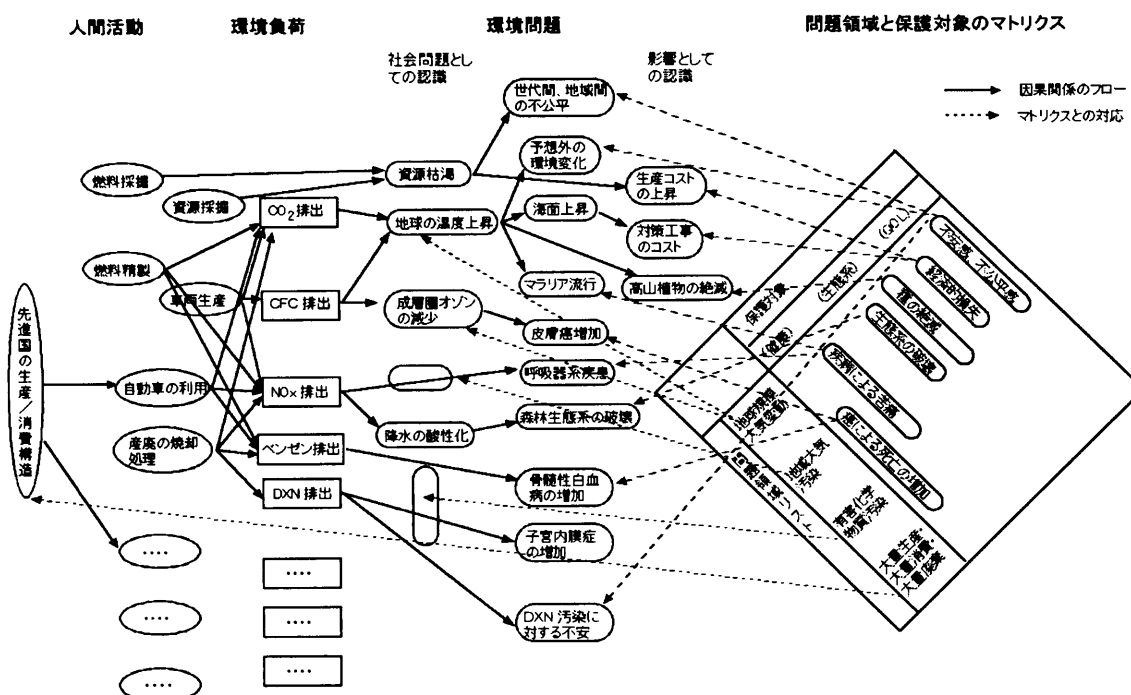 人間活動
環境負荷
環境問題
問題領域と保護対象のマトリクス
社会問題とし
ての認識
影響として
の認識
因果関係のフロー
マトリクスとの対応
世代間、地域間
の不公平
予想外の
環境変化
燃料採掘
資源採掘
資源枯渇
生産コスト
の上昇
CO2排出
地球の温度上昇
海面上昇
対策工事
のコスト
燃料精製
車両生産
CFC排出
マラリア流行
高山植物の絶滅
成層圏オゾン
の減少
皮膚癌増加
先進国の生産／消費構造
自動車の利用
NOx排出
呼吸器系疾患
降水の酸性化
森林生態系の破壊
産廃の焼却
処理
ベンゼン排出
DXN排出
骨髄性白血
病の増加
子宮内膜症
の増加
DXN汚染に
対する不安
‥‥
‥‥
‥‥
‥‥
‥‥
‥‥
保護対象
(QOL)
(生態系)
(健康)
不安感、不公平感
経済的損失
種の絶滅
生態系の破壊
疾病による苦痛
癌による死亡の増加
地球規模
大気変動
地域大気
汚染
有害化学
物質汚染
大量生産・
大量消費・
大量廃棄
問題領域リスト